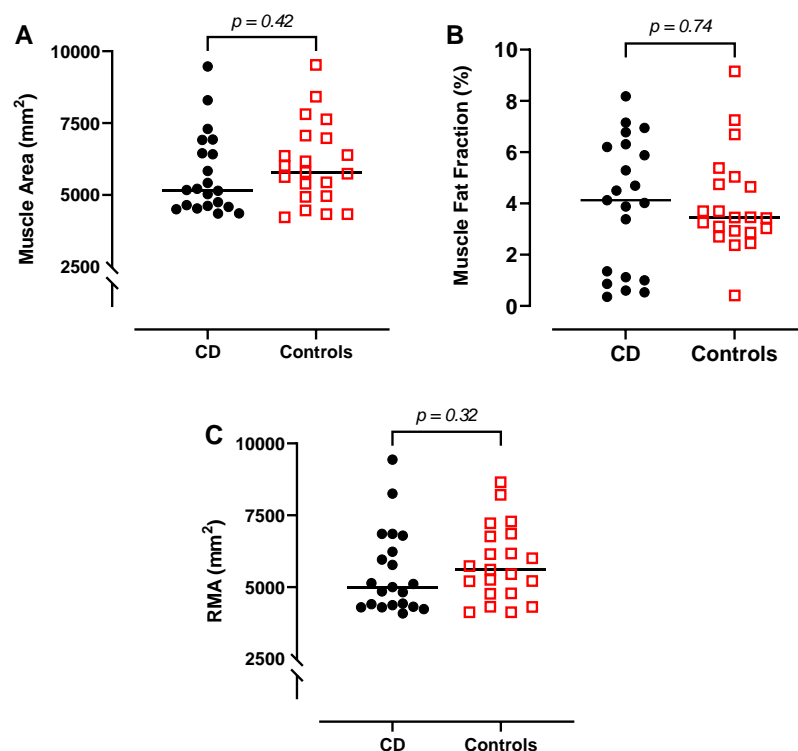 A
p = 0.42
Muscle Area (mm²)
10000
7500
5000
2500
CD
Controls
B
p = 0.74
Muscle Fat Fraction (%)
10
8
6
4
2
0
CD
Controls
C
p = 0.32
RMA (mm²)
10000
7500
5000
2500
CD
Controls